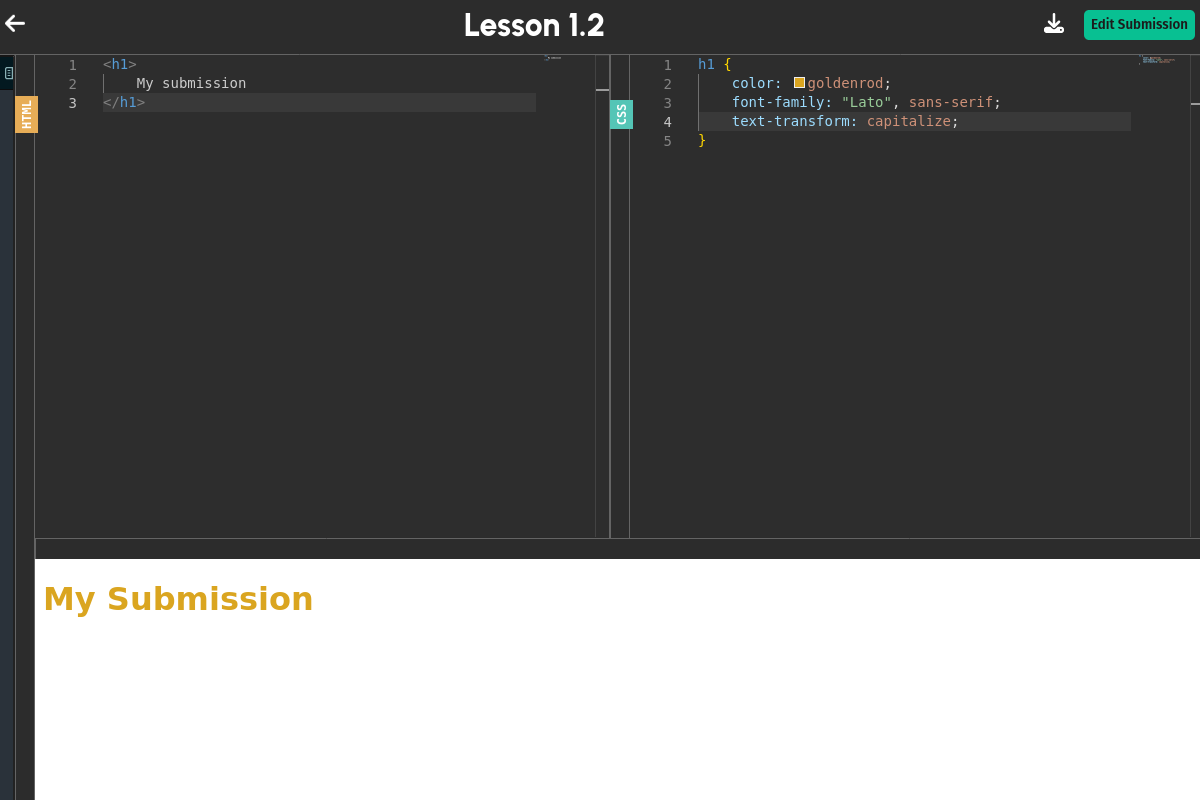 Lesson 1.2
Edit Submission
HTML
1 <h1>
2 My submission
3 </h1>
CSS
1 h1 {
2 color: goldenrod;
3 font-family: "Lato", sans-serif;
4 text-transform: capitalize;
5 }
My Submission